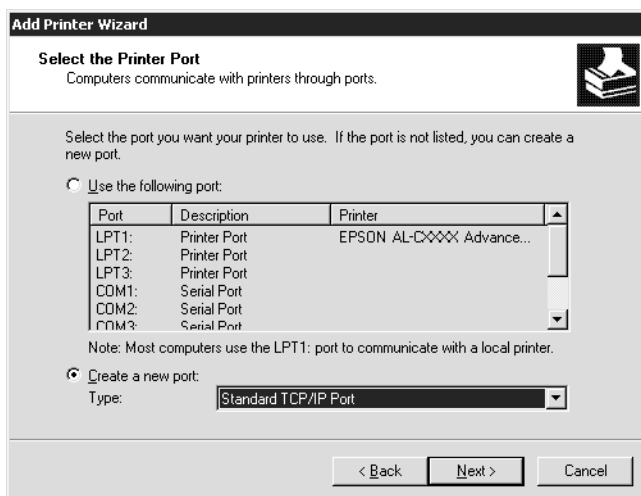 Add Printer Wizard
Select the Printer Port
Computers communicate with printers through ports.
Select the port you want your printer to use. If the port is not listed, you can create a
new port.
Use the following port:
Port Description Printer
LPT1: Printer Port EPSON AL-CXXXX Advance...
LPT2: Printer Port
LPT3: Printer Port
COM1: Serial Port
COM2: Serial Port
COM3: Serial Port
Note: Most computers use the LPT1: port to communicate with a local printer.
Create a new port:
Type: Standard TCP/IP Port
< Back Next > Cancel